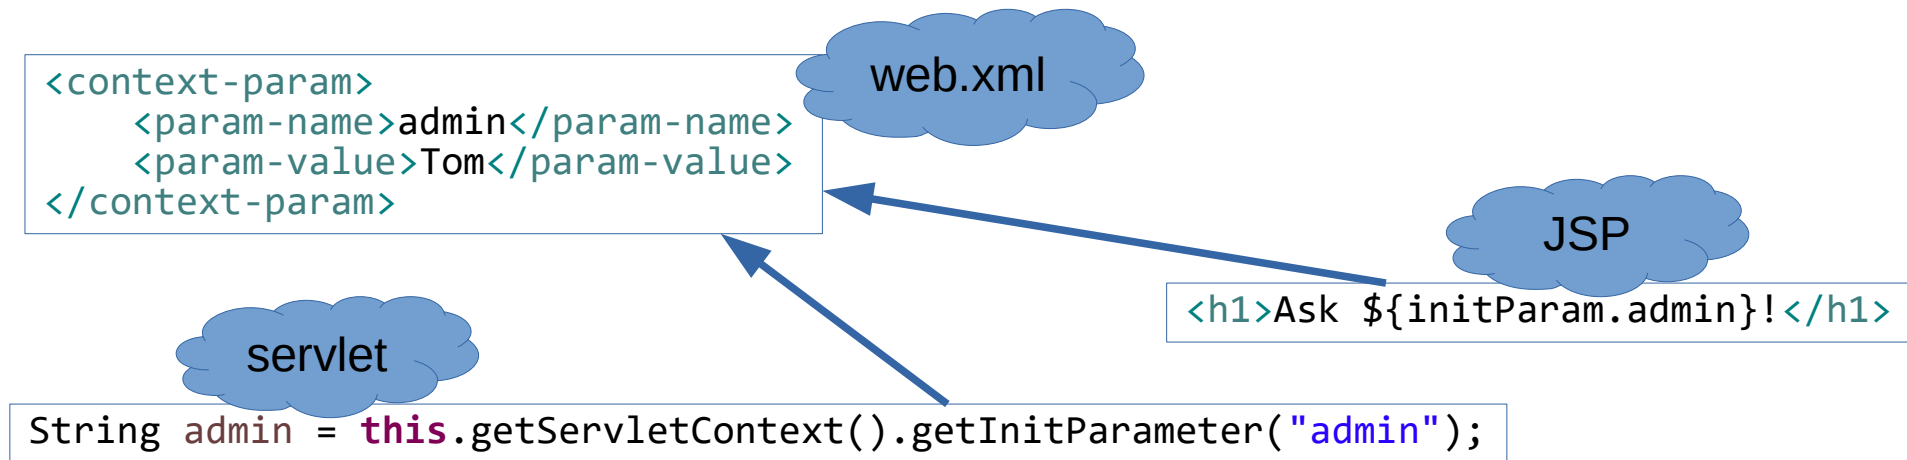 web.xml
<context-param>
    <param-name>admin</param-name>
    <param-value>Tom</param-value>
</context-param>
JSP
<h1>Ask ${initParam.admin}!</h1>
servlet
String admin = this.getServletContext().getInitParameter("admin");